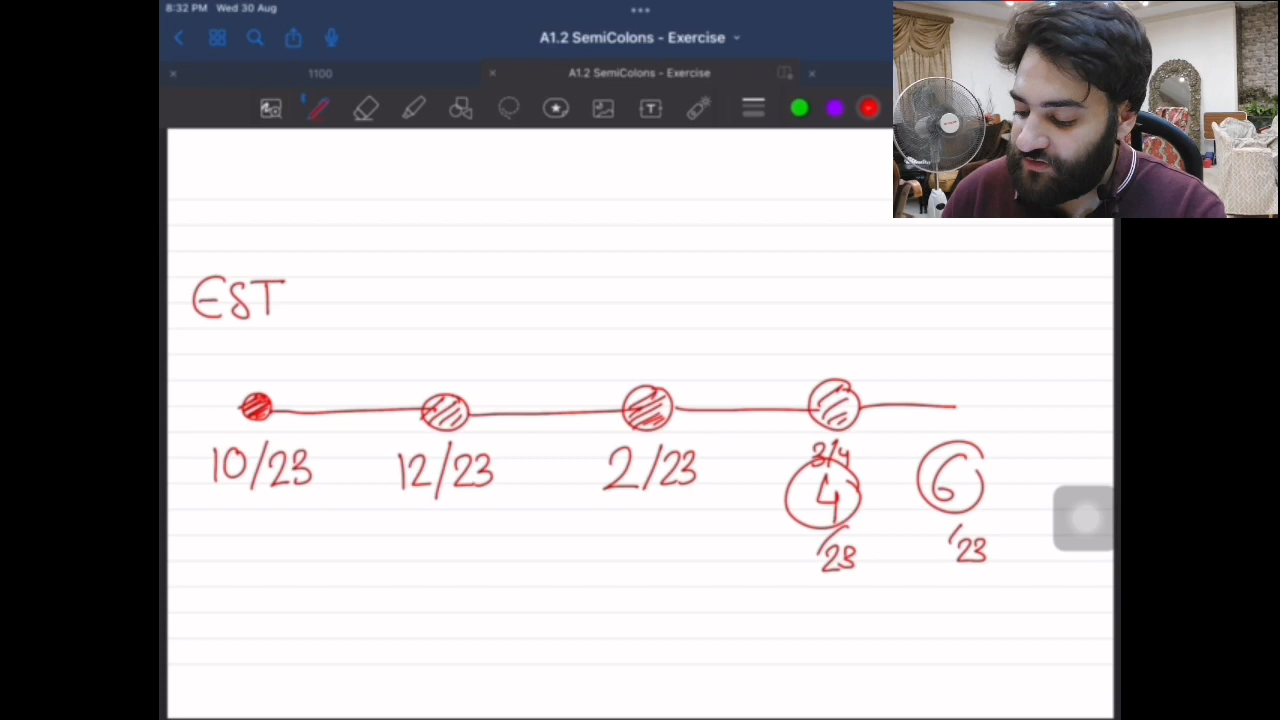 8:32 PM Wed 30 Aug
A1.2 SemiColons - Exercise
1100
A1.2 SemiColons - Exercise
EST
10/23
12/23
2/23
3/4
4
/23
6
/23